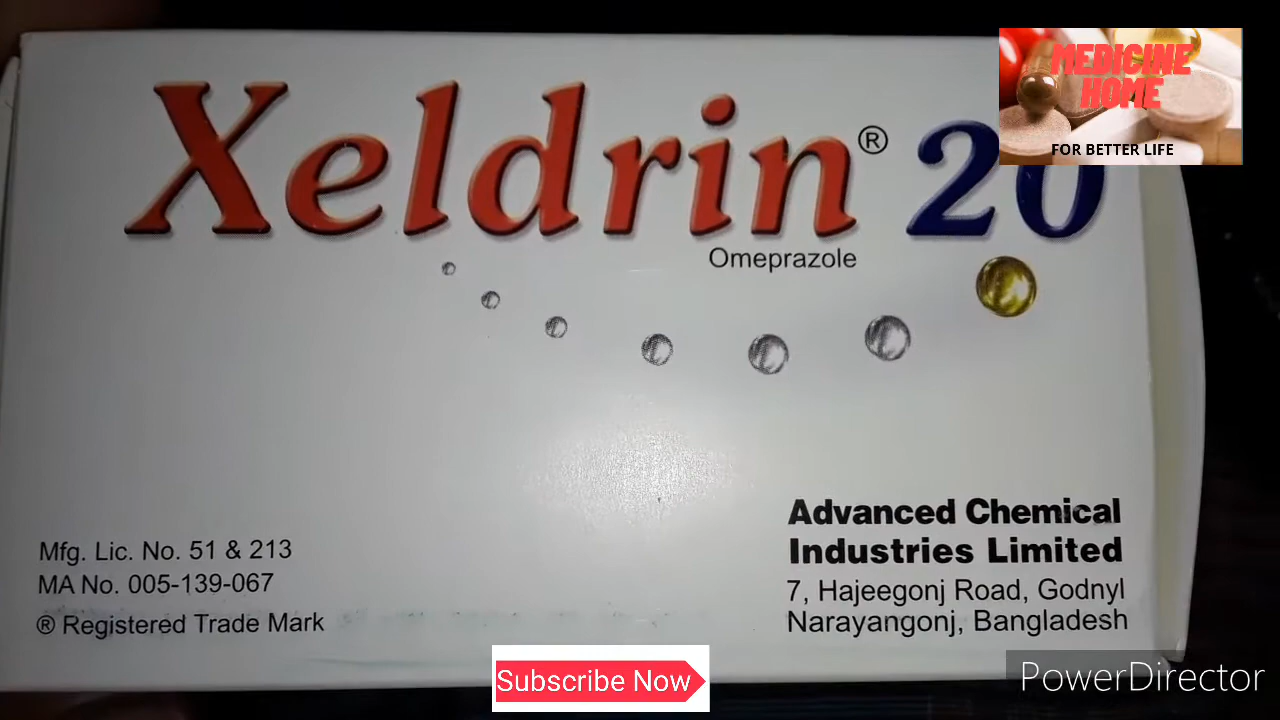 MEDICINE
HOME
FOR BETTER LIFE
Xeldrin® 20
Omeprazole
Mfg. Lic. No. 51 & 213
MA No. 005-139-067
® Registered Trade Mark
Advanced Chemical
Industries Limited
7, Hajeegonj Road, Godnyl
Narayangonj, Bangladesh
Subscribe Now
PowerDirector